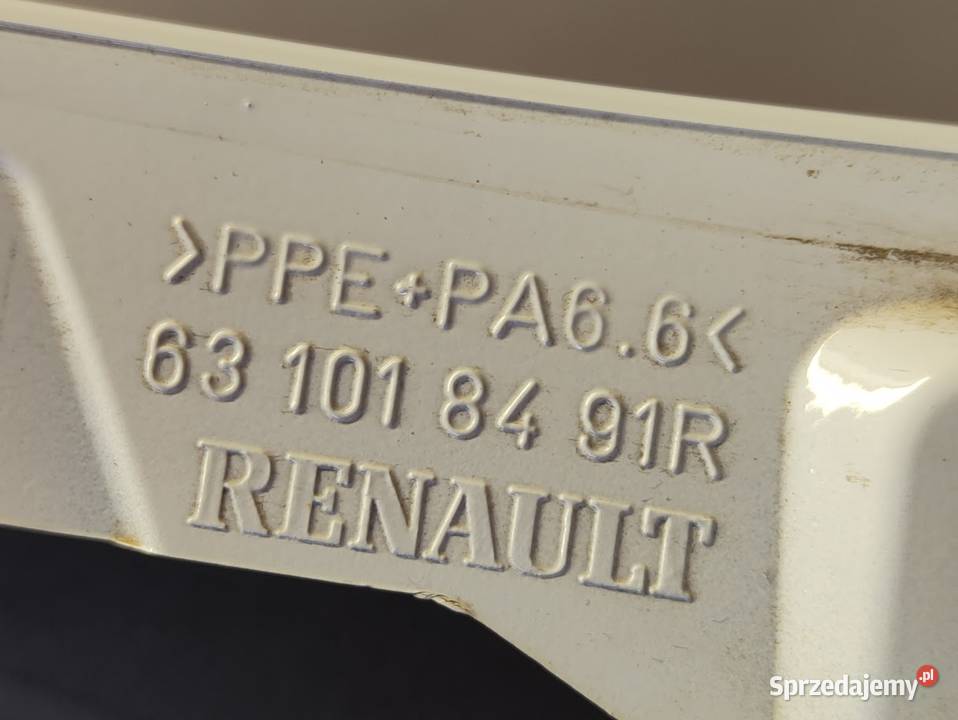 >PPE+PA6.6<
63 101 84 91R
RENAULT
Sprzedajemy.pl